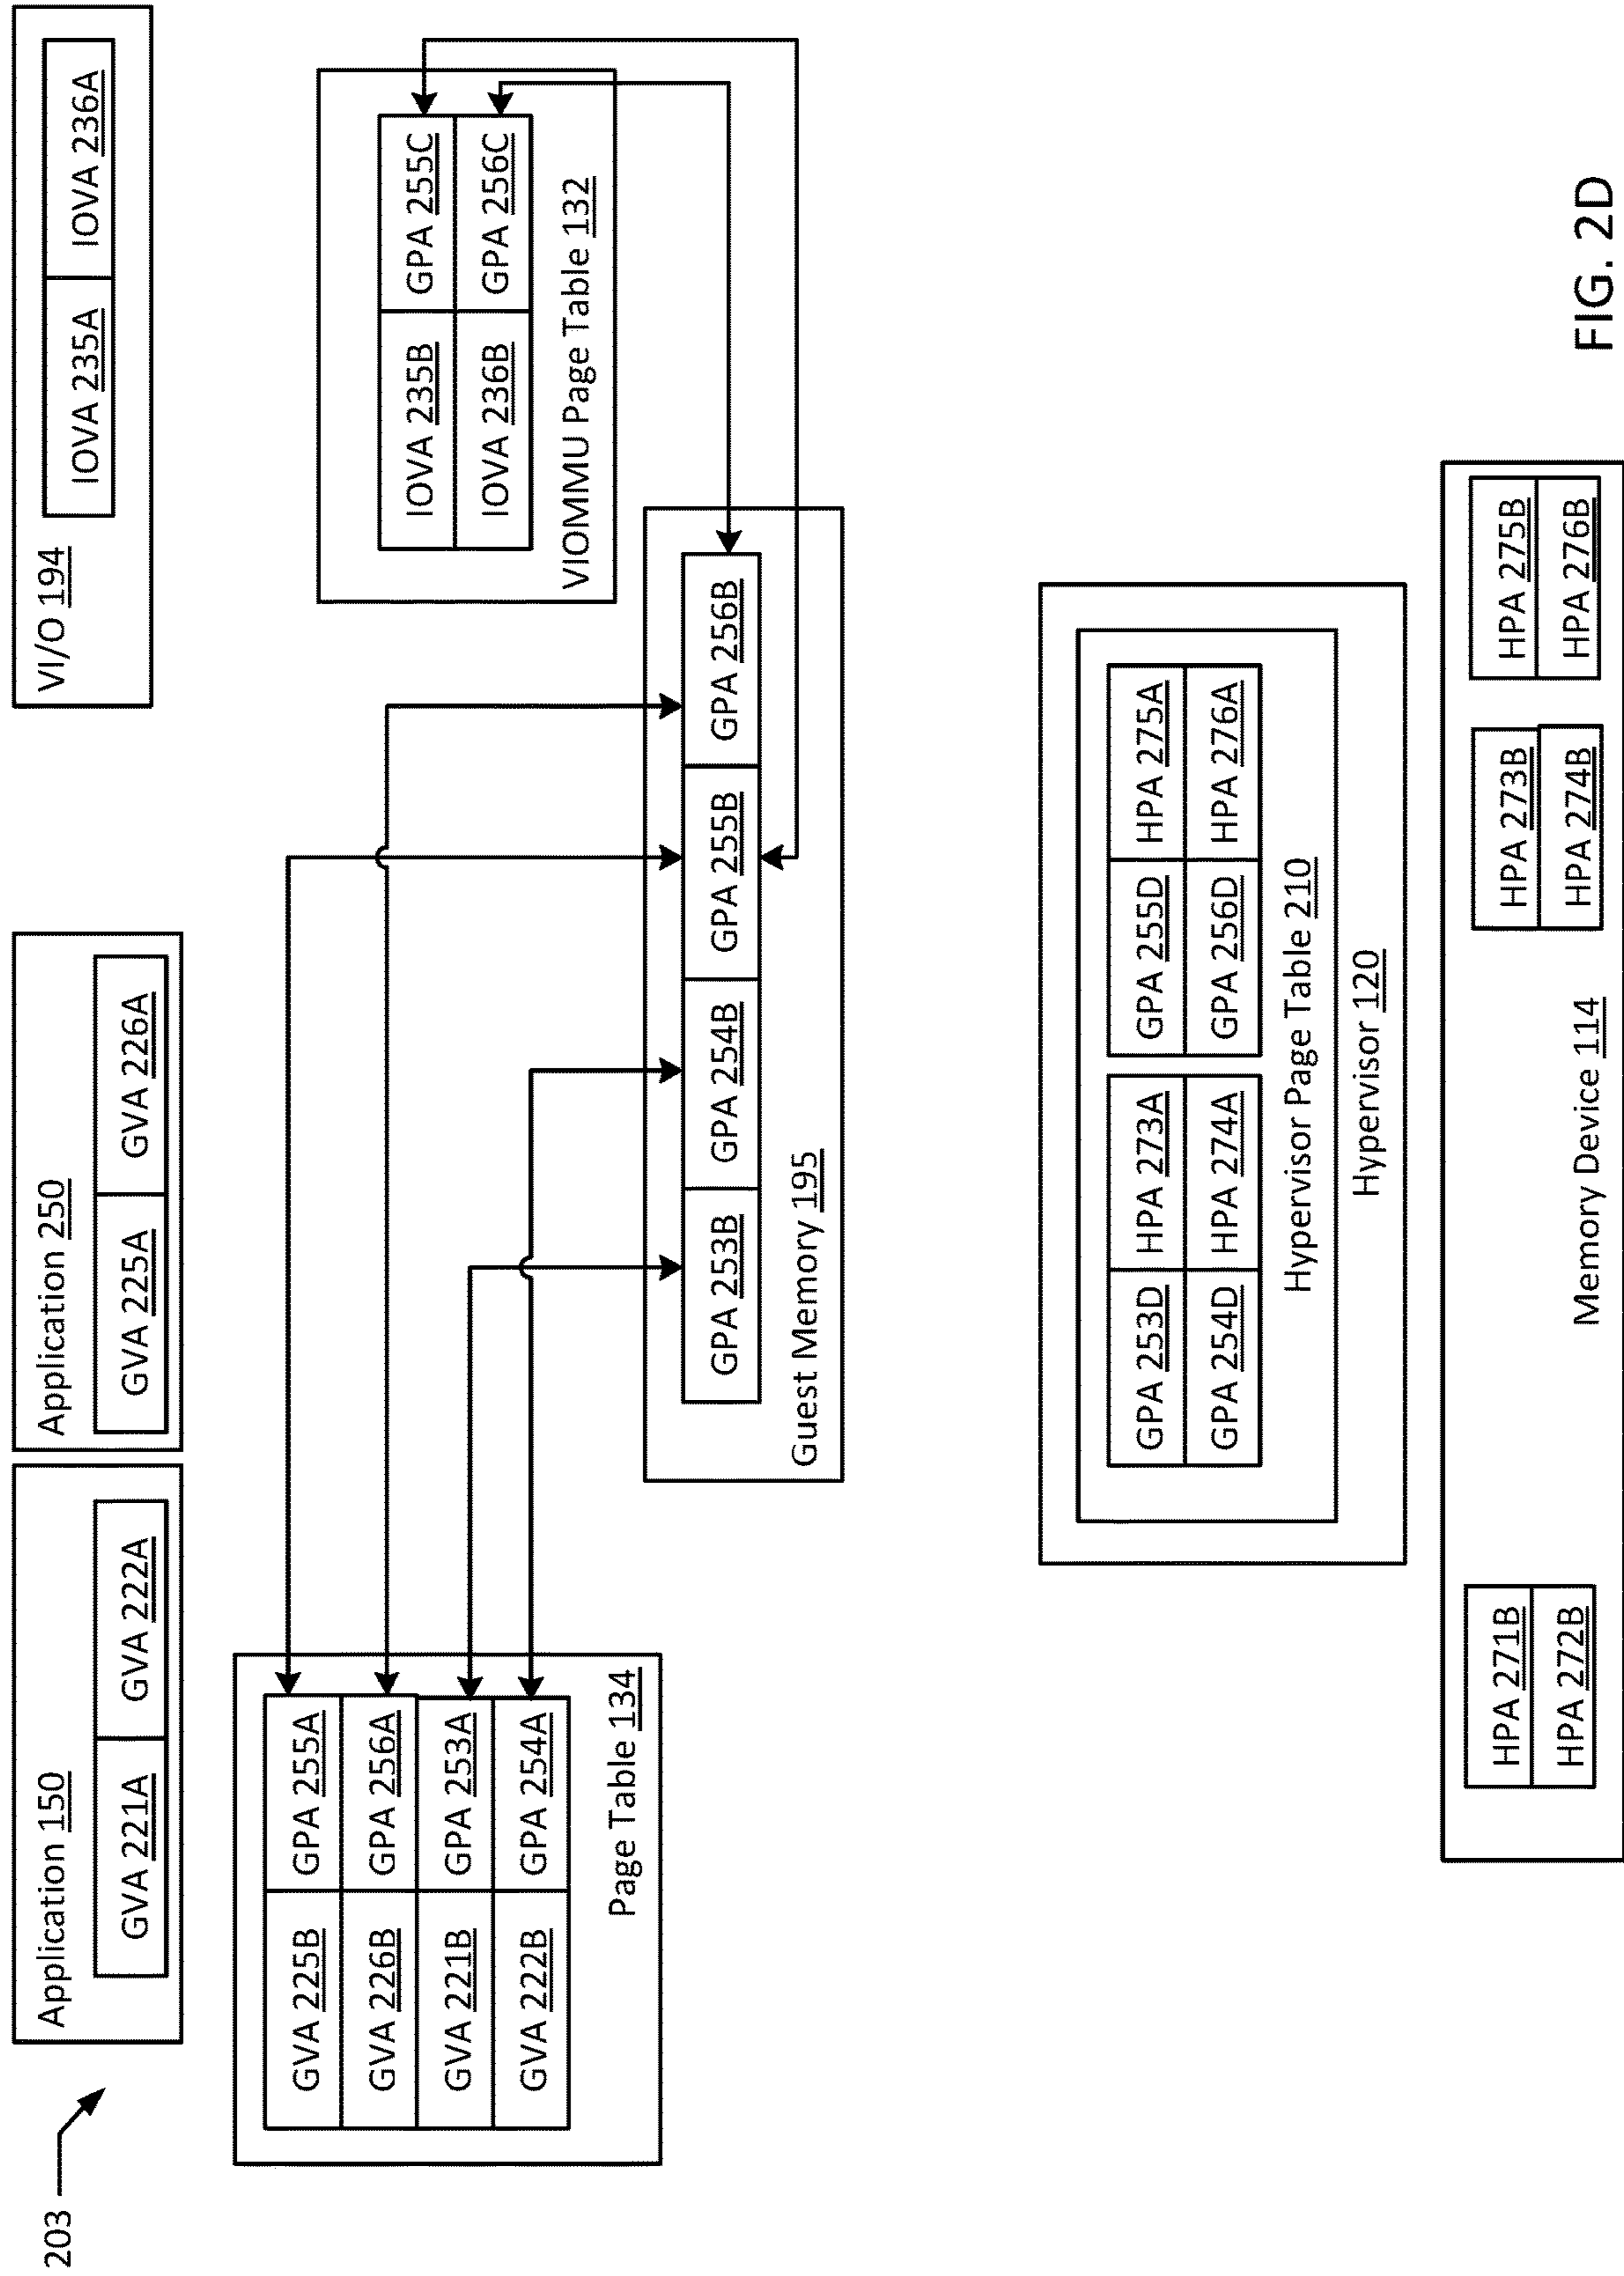 203
Application 150
GVA 221A GVA 222A
Application 250
GVA 225A GVA 226A
VI/O 194
IOVA 235A IOVA 236A
GVA 225B GPA 255A
GVA 226B GPA 256A
GVA 221B GPA 253A
GVA 222B GPA 254A
Page Table 134
IOVA 235B GPA 255C
IOVA 236B GPA 256C
VIOMMU Page Table 132
GPA 253B GPA 254B GPA 255B GPA 256B
Guest Memory 195
GPA 253D HPA 273A GPA 255D HPA 275A
GPA 254D HPA 274A GPA 256D HPA 276A
Hypervisor Page Table 210
Hypervisor 120
HPA 271B HPA 273B HPA 275B
HPA 272B HPA 274B HPA 276B
Memory Device 114
FIG. 2D